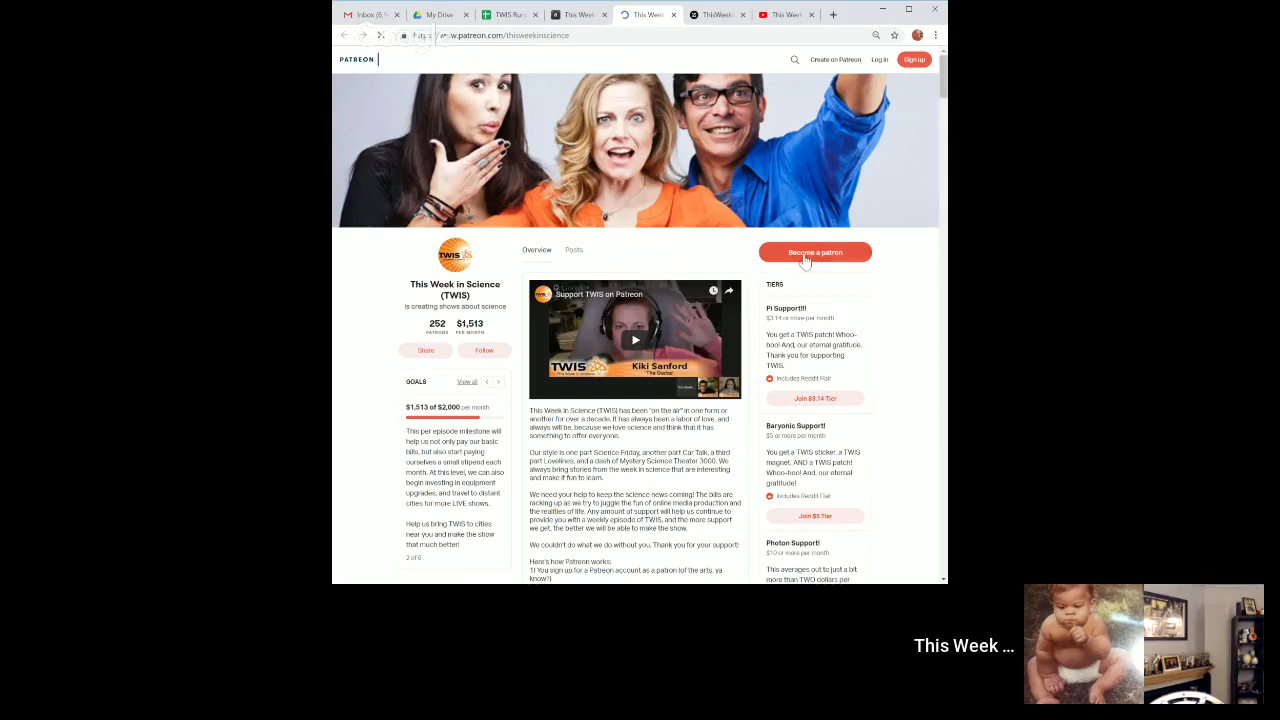 Inbox (6,1
My Drive
TWIS Run
This Week
This Week
ThisWeek
This Week
www.patreon.com/thisweekinscience
PATREON
Create on Patreon
Log In
Sign up
TWIS
This Week in Science
(TWIS)
is creating shows about science
252
$1,513
PATRONS
PER MONTH
Share
Follow
GOALS
View all
$1,513 of $2,000 per month
This per episode milestone will
help us not only pay our basic
bills, but also start paying
ourselves a small stipend each
month. At this level, we can also
begin investing in equipment
upgrades, and travel to distant
cities for more LIVE shows.
Help us bring TWIS to cities
near you and make the show
that much better!
2 of 6
Overview
Posts
Support TWIS on Patreon
TWIS
Kiki Sanford
The Doctor
This Week in Science (TWIS) has been "on the air" in one form or
another for over a decade. It has always been a labor of love, and
always will be, because we love science and think that it has
something to offer everyone.
Our style is one part Science Friday, another part Car Talk, a third
part Lovelines, and a dash of Mystery Science Theater 3000. We
always bring stories from the week in science that are interesting
and make it fun to learn.
We need your help to keep the science news coming! The bills are
racking up as we try to juggle the fun of online media production and
the realities of life. Any amount of support will help us continue to
provide you with a weekly episode of TWIS, and the more support
we get, the better we will be able to make the show.
We couldn't do what we do without you. Thank you for your support!
Here's how Patreon works:
1) You sign up for a Patreon account as a patron (of the arts, ya
know?)
Become a patron
TIERS
Pi Support!!!
$3.14 or more per month
You get a TWIS patch! Whoo-
hoo! And, our eternal gratitude.
Thank you for supporting
TWIS.
Includes Reddit Flair
Join $3.14 Tier
Baryonic Support!
$5 or more per month
You get a TWIS sticker, a TWIS
magnet, AND a TWIS patch!
Whoo-hoo! And, our eternal
gratitude!
Includes Reddit Flair
Join $5 Tier
Photon Support!
$10 or more per month
This averages out to just a bit
more than TWO dollars per
This Week ...